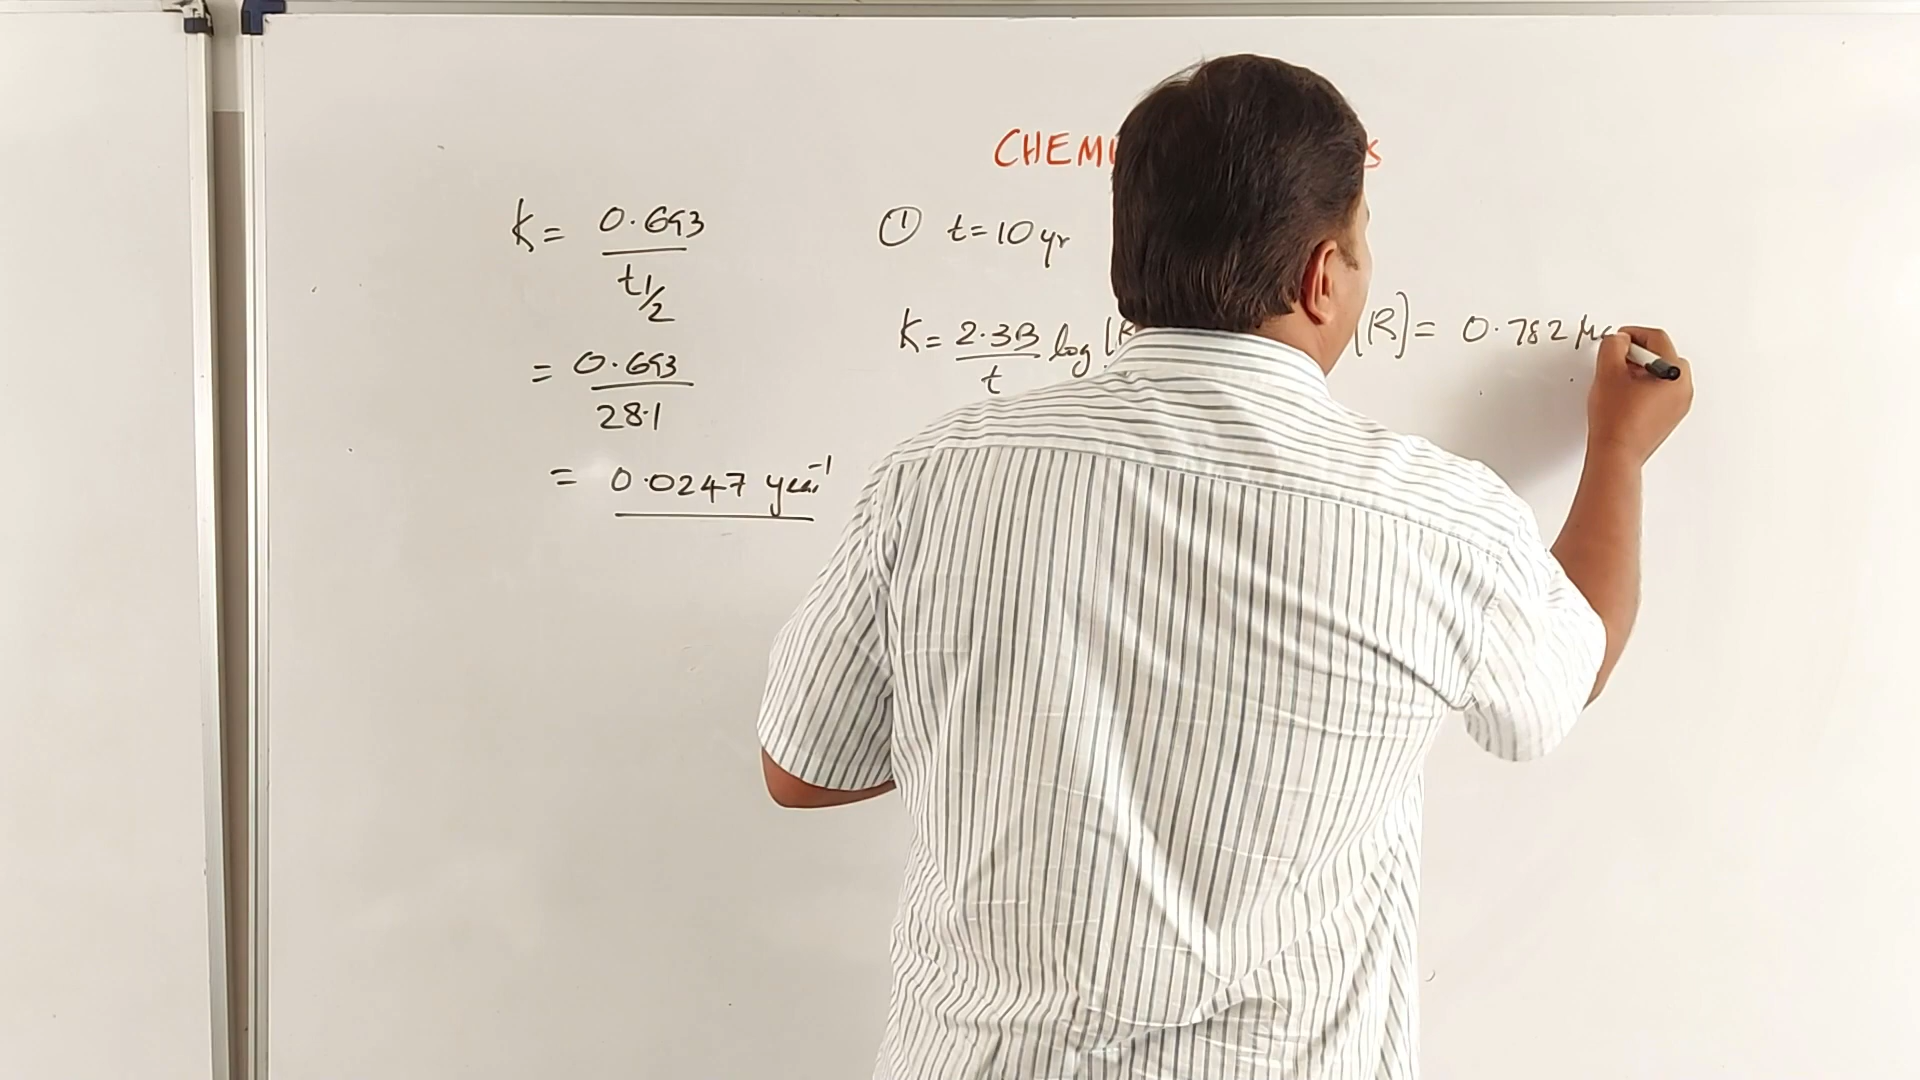 CHEM
K = 0.693
t1/2
= 0.693
28.1
= 0.0247 year⁻¹
① t = 10 yr
K = 2.303 log [R
t
[R] = 0.782 μg